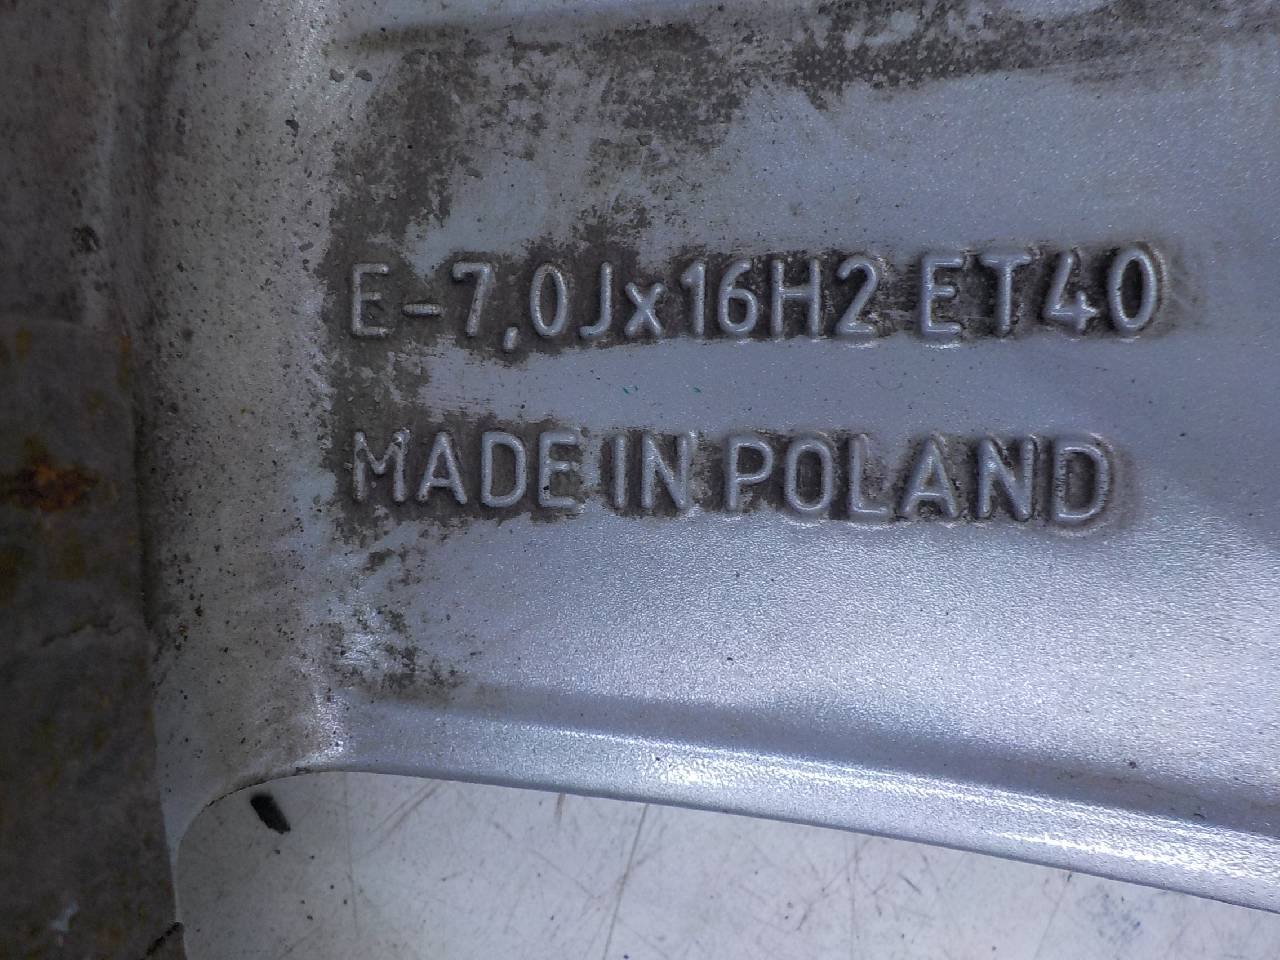 E-7,0Jx16H2 ET40
MADE IN POLAND